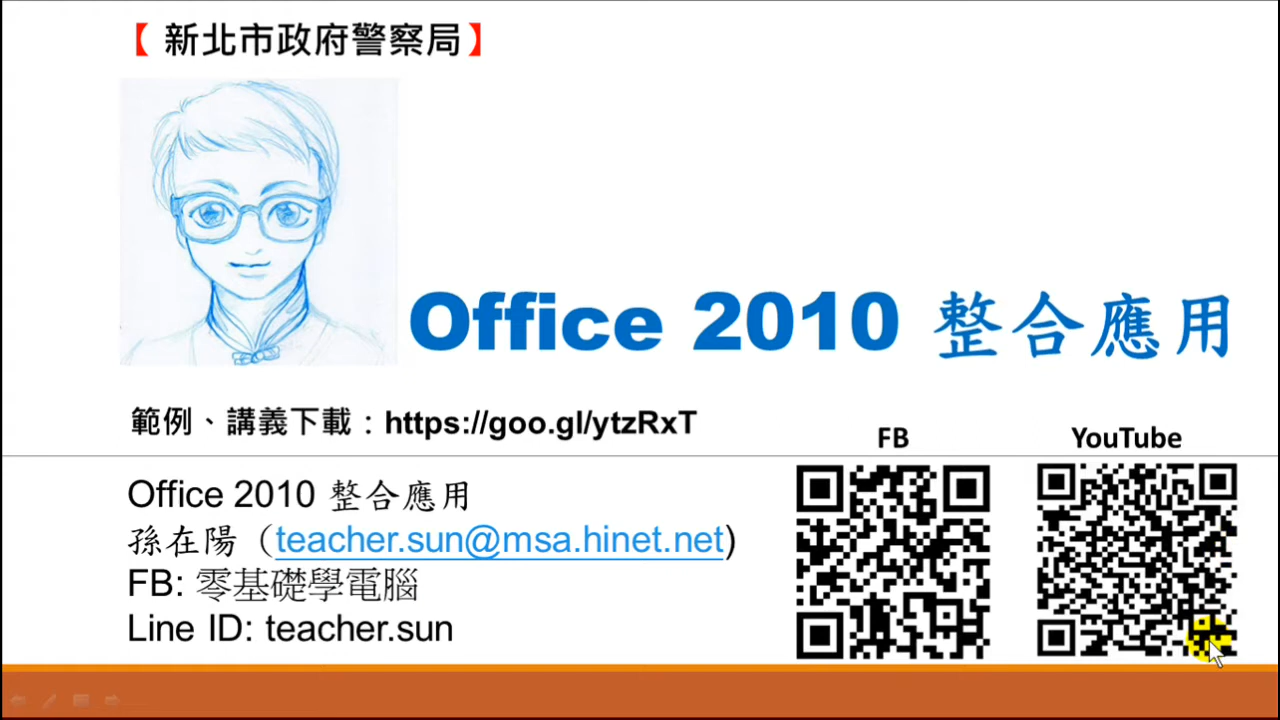 【 新北市政府警察局】
Office 2010 整合應用
範例、講義下載：https://goo.gl/ytzRxT
FB
YouTube
Office 2010 整合應用
孫在陽（teacher.sun@msa.hinet.net)
FB: 零基礎學電腦
Line ID: teacher.sun